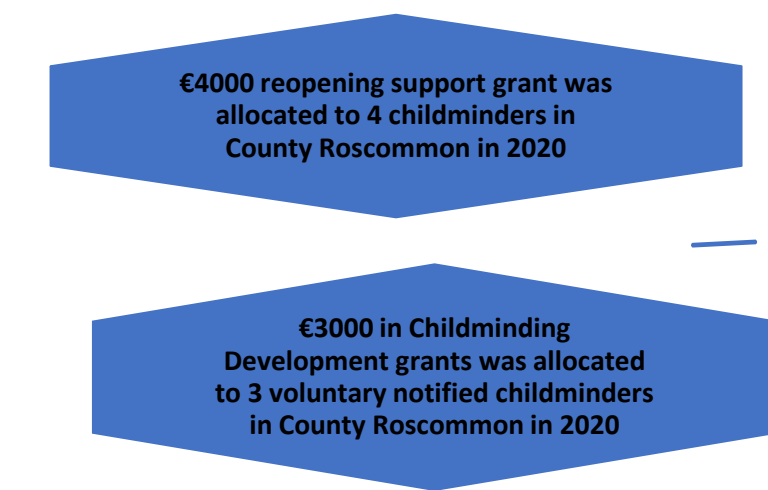 €4000 reopening support grant was
allocated to 4 childminders in
County Roscommon in 2020
€3000 in Childminding
Development grants was allocated
to 3 voluntary notified childminders
in County Roscommon in 2020